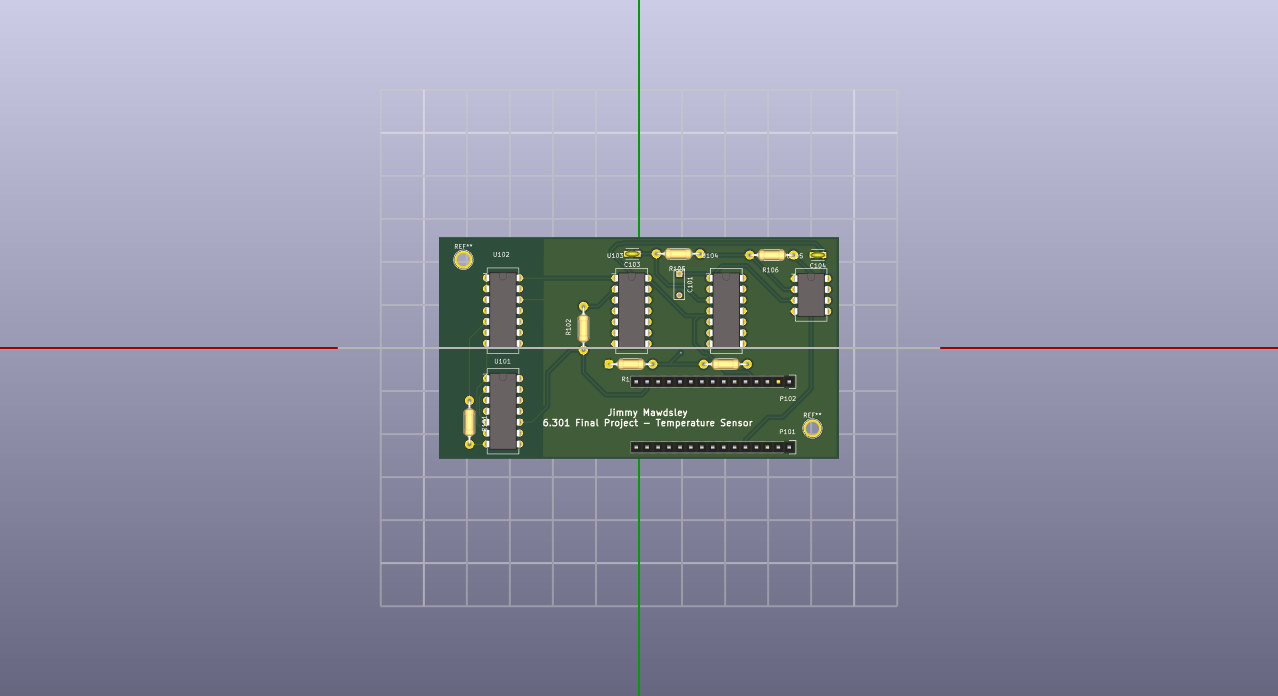 REF**
U102
U103
C103
R105
U104
R106
C104
C101
R102
U101
P102
Jimmy Mawdsley
6.301 Final Project - Temperature Sensor
REF**
P101